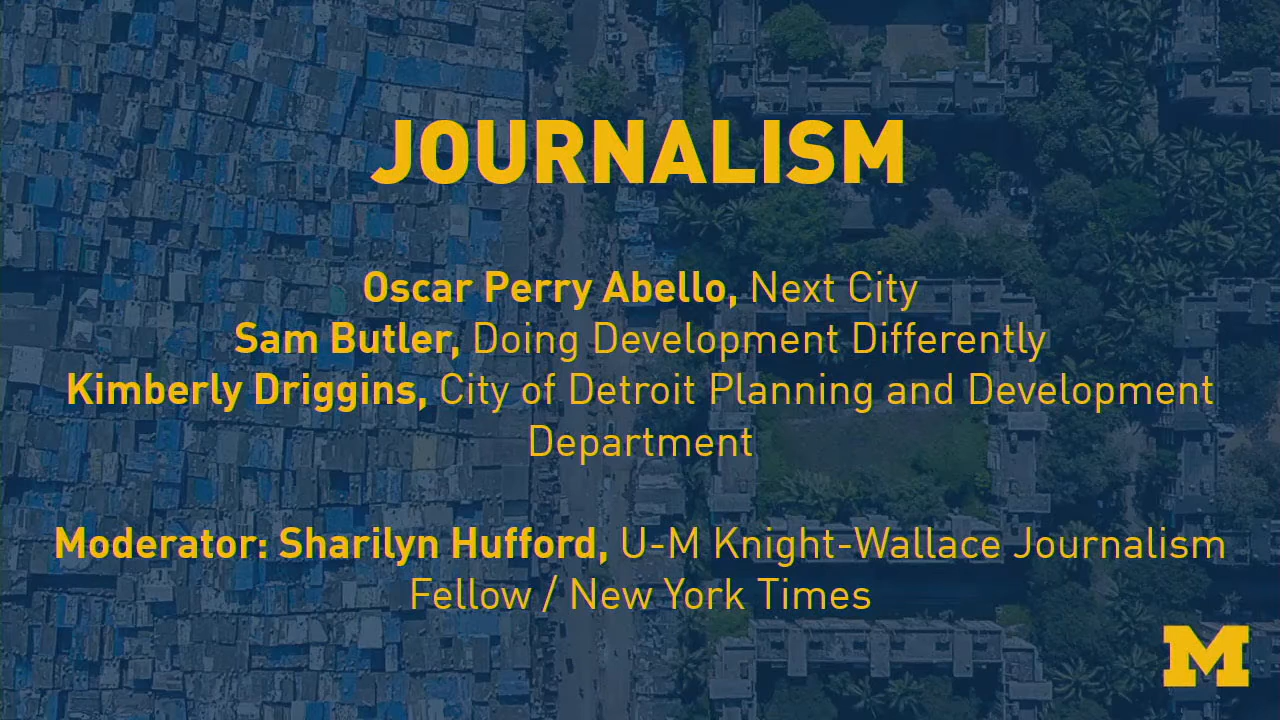 JOURNALISM
Oscar Perry Abello, Next City
Sam Butler, Doing Development Differently
Kimberly Driggins, City of Detroit Planning and Development
Department
Moderator: Sharilyn Hufford, U-M Knight-Wallace Journalism
Fellow / New York Times
M